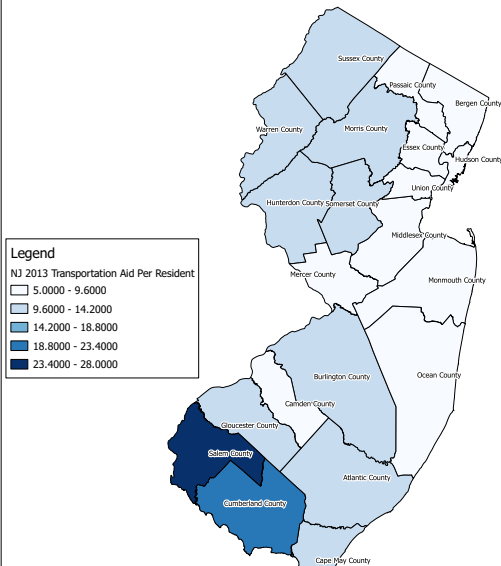 Sussex County
Passaic County
Bergen County
Warren County
Morris County
Essex County
Hudson County
Union County
Hunterdon County
Somerset County
Middlesex County
Mercer County
Monmouth County
Legend
NJ 2013 Transportation Aid Per Resident
5.0000 - 9.6000
9.6000 - 14.2000
14.2000 - 18.8000
18.8000 - 23.4000
23.4000 - 28.0000
Burlington County
Ocean County
Camden County
Gloucester County
Salem County
Atlantic County
Cumberland County
Cape May County